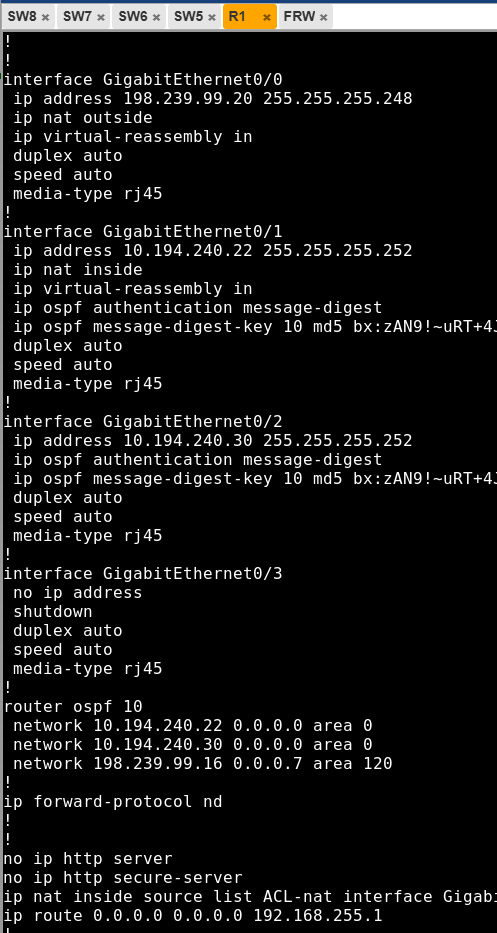 SW8 × SW7 × SW6 × SW5 × R1 × FRW ×
!
!
interface GigabitEthernet0/0
 ip address 198.239.99.20 255.255.255.248
 ip nat outside
 ip virtual-reassembly in
 duplex auto
 speed auto
 media-type rj45
!
interface GigabitEthernet0/1
 ip address 10.194.240.22 255.255.255.252
 ip nat inside
 ip virtual-reassembly in
 ip ospf authentication message-digest
 ip ospf message-digest-key 10 md5 bx:zAN9!~uRT+4J
 duplex auto
 speed auto
 media-type rj45
!
interface GigabitEthernet0/2
 ip address 10.194.240.30 255.255.255.252
 ip ospf authentication message-digest
 ip ospf message-digest-key 10 md5 bx:zAN9!~uRT+4J
 duplex auto
 speed auto
 media-type rj45
!
interface GigabitEthernet0/3
 no ip address
 shutdown
 duplex auto
 speed auto
 media-type rj45
!
router ospf 10
 network 10.194.240.22 0.0.0.0 area 0
 network 10.194.240.30 0.0.0.0 area 0
 network 198.239.99.16 0.0.0.7 area 120
!
ip forward-protocol nd
!
!
no ip http server
no ip http secure-server
ip nat inside source list ACL-nat interface Gigabi
ip route 0.0.0.0 0.0.0.0 192.168.255.1
!